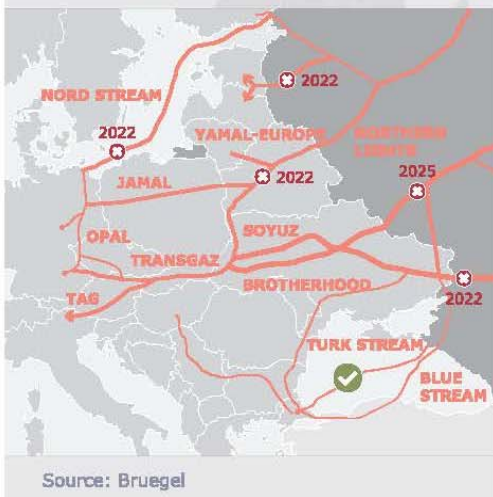 2022
NORD STREAM
YAMAL-EUROPE
NORTHERN
LIGHTS
2022
2025
2022
JAMAL
OPAL
SOYUZ
TRANSGAZ
BROTHERHOOD
2022
TAG
TURK STREAM
BLUE
STREAM
Source: Bruegel